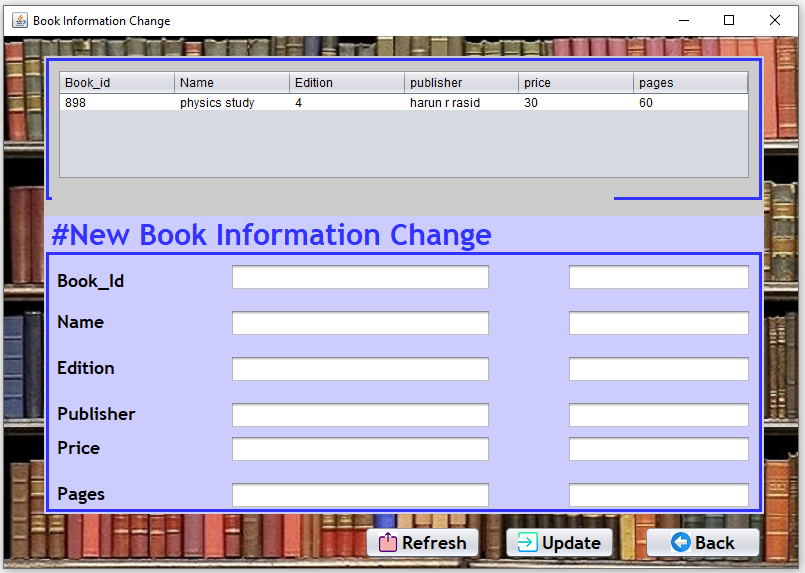 Book Information Change
Book_id Name Edition publisher price pages
898 physics study 4 harun r rasid 30 60
#New Book Information Change
Book_Id
Name
Edition
Publisher
Price
Pages
Refresh Update Back